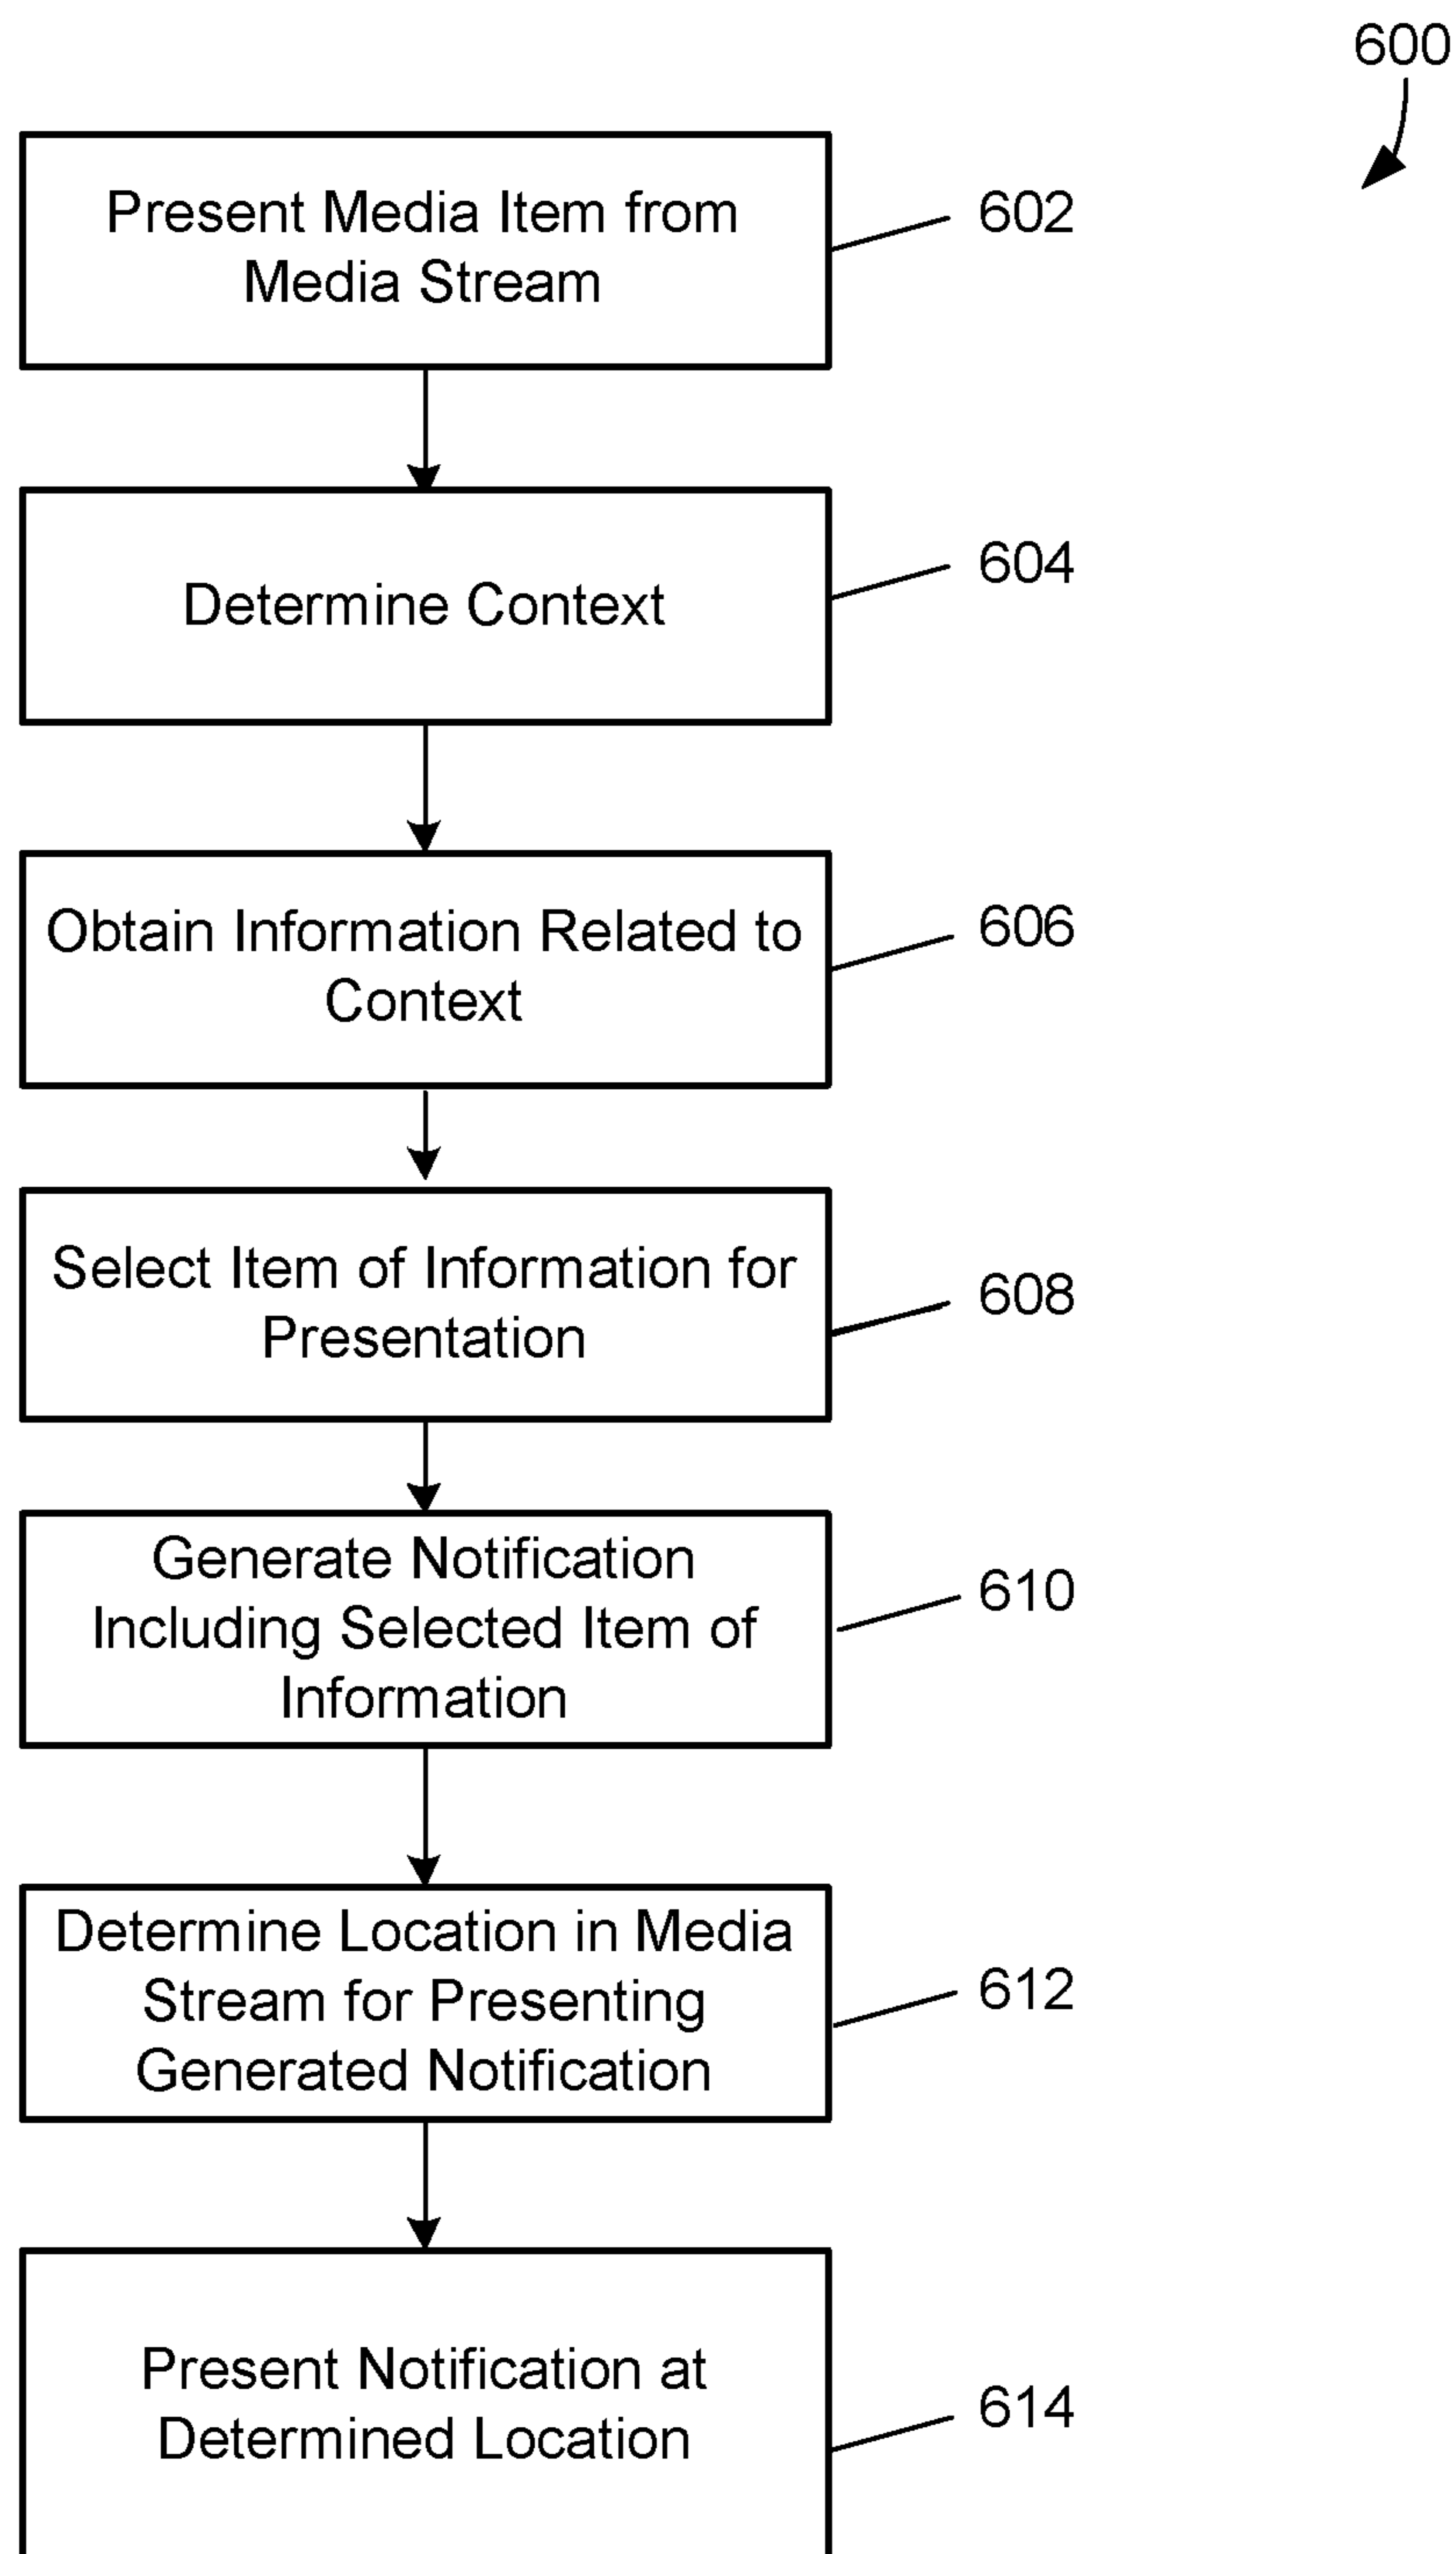 600
Present Media Item from
Media Stream
602
Determine Context
604
Obtain Information Related to
Context
606
Select Item of Information for
Presentation
608
Generate Notification
Including Selected Item of
Information
610
Determine Location in Media
Stream for Presenting
Generated Notification
612
Present Notification at
Determined Location
614